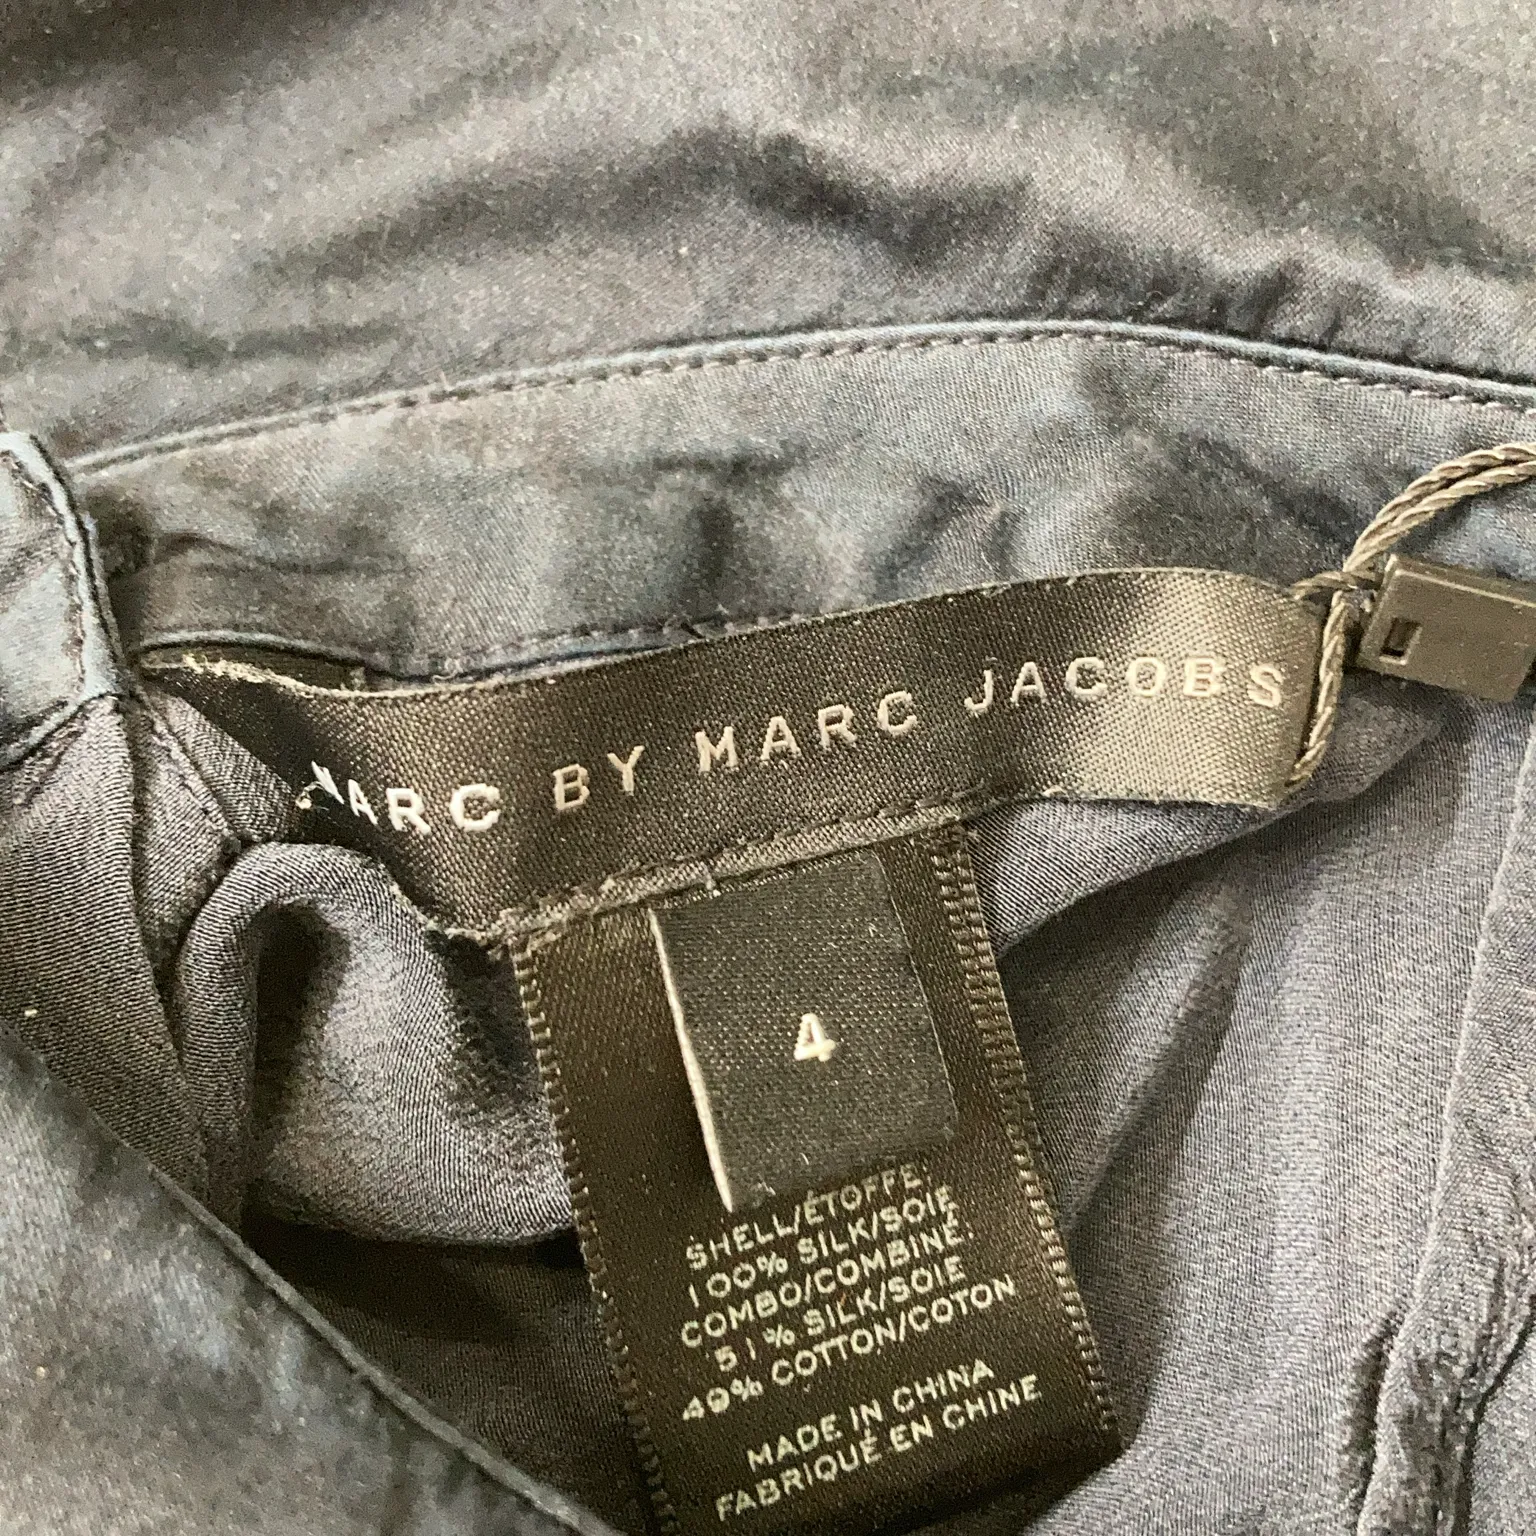 MARC BY MARC JACOBS
4
SHELL/ÉTOFFE:
100% SILK/SOIE
COMBO/COMBINÉ:
51% SILK/SOIE
49% COTTON/COTON
MADE IN CHINA
FABRIQUÉ EN CHINE